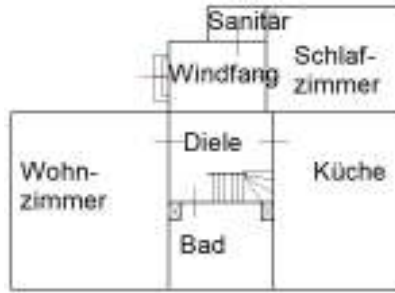 Sanitär
Windfang
Schlaf-
zimmer
Diele
Wohn-
zimmer
Küche
Bad